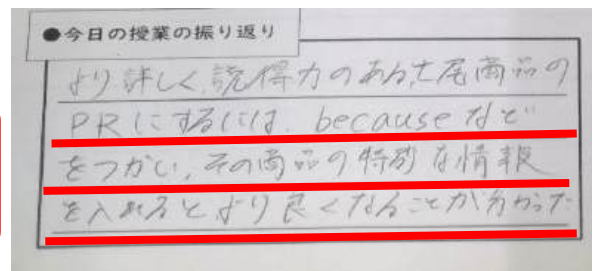 ●今日の授業の振り返り
より詳しく、説得力のある七尾商品の
PRにするには、becauseなど
をつかい、その商品の特別な情報
を入れるとより良くなることが分かった